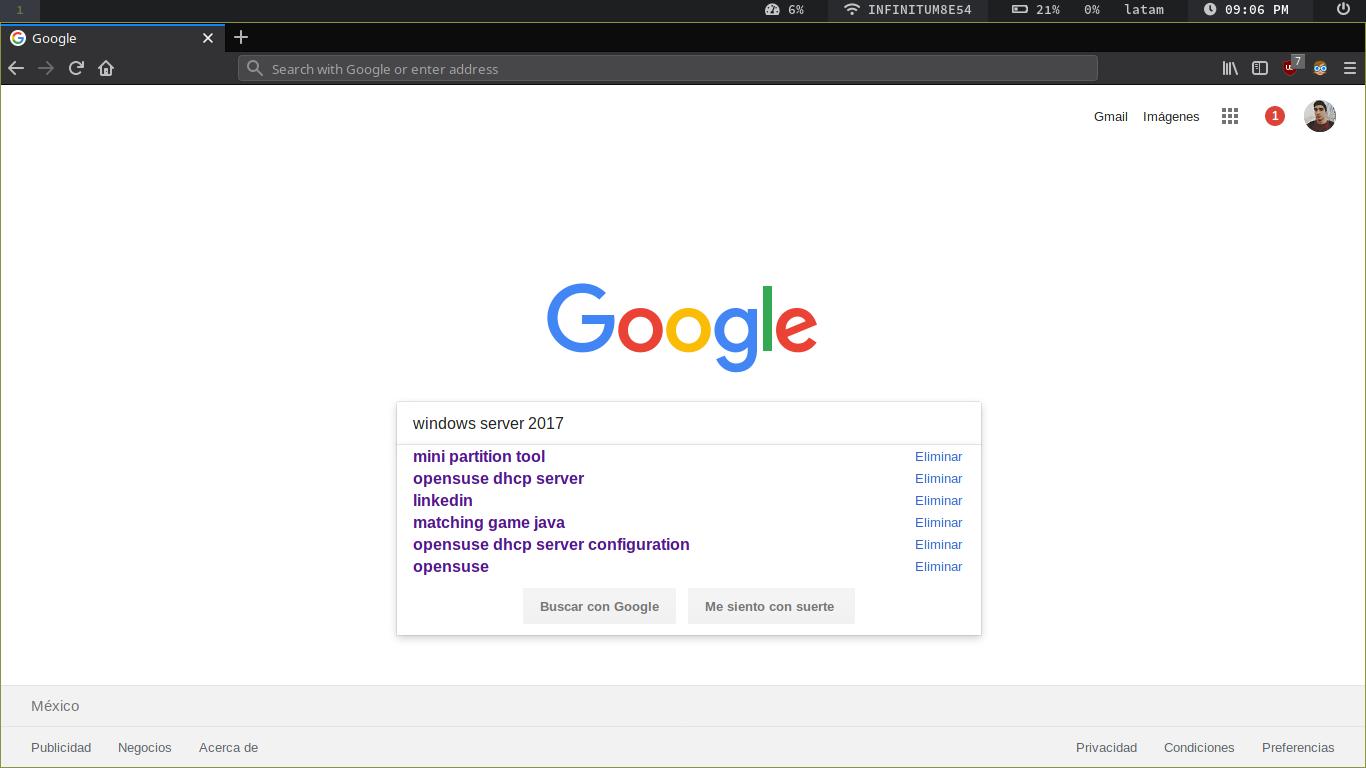 1 6% INFINITUM8E54 21% 0% latam 09:06 PM
Google
Search with Google or enter address 7
Gmail Imágenes 1
Google
windows server 2017
mini partition tool Eliminar
opensuse dhcp server Eliminar
linkedin Eliminar
matching game java Eliminar
opensuse dhcp server configuration Eliminar
opensuse Eliminar
Buscar con Google Me siento con suerte
México
Publicidad Negocios Acerca de Privacidad Condiciones Preferencias